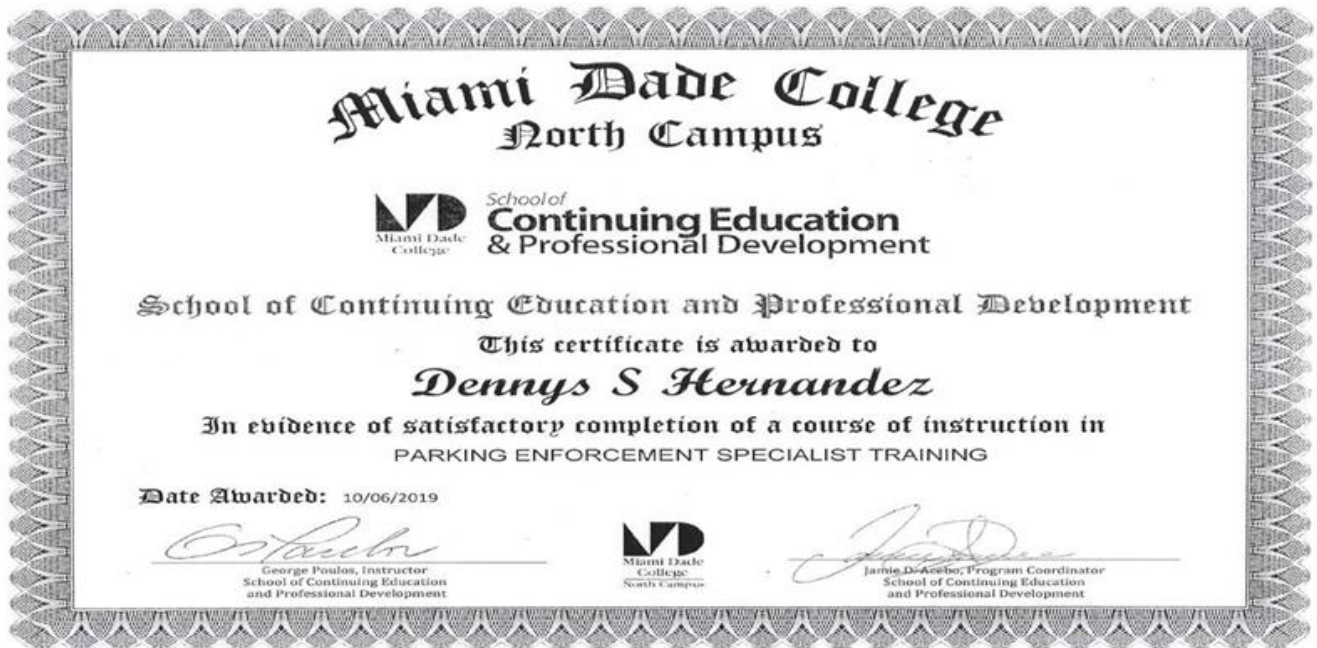 Miami Dade College
North Campus
Miami Dade
College
School of
Continuing Education
& Professional Development
School of Continuing Education and Professional Development
This certificate is awarded to
Dennys S Hernandez
In evidence of satisfactory completion of a course of instruction in
PARKING ENFORCEMENT SPECIALIST TRAINING
Date Awarded: 10/06/2019
George Poulos, Instructor
School of Continuing Education
and Professional Development
Miami Dade
College
North Campus
Jamie D. Acebo, Program Coordinator
School of Continuing Education
and Professional Development